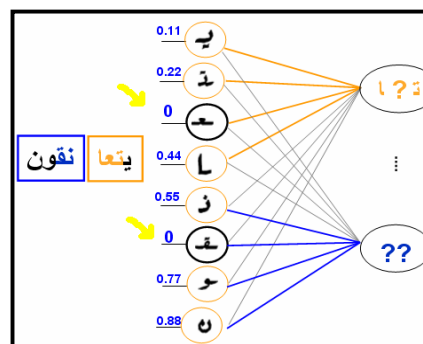 0.11 يـ
0.22 ـتـ
0 ـعـ
0.44 ـا
0.55 نـ
0 ـقـ
0.77 ـو
0.88 ن
يتعا نقون
ا ? ت
??